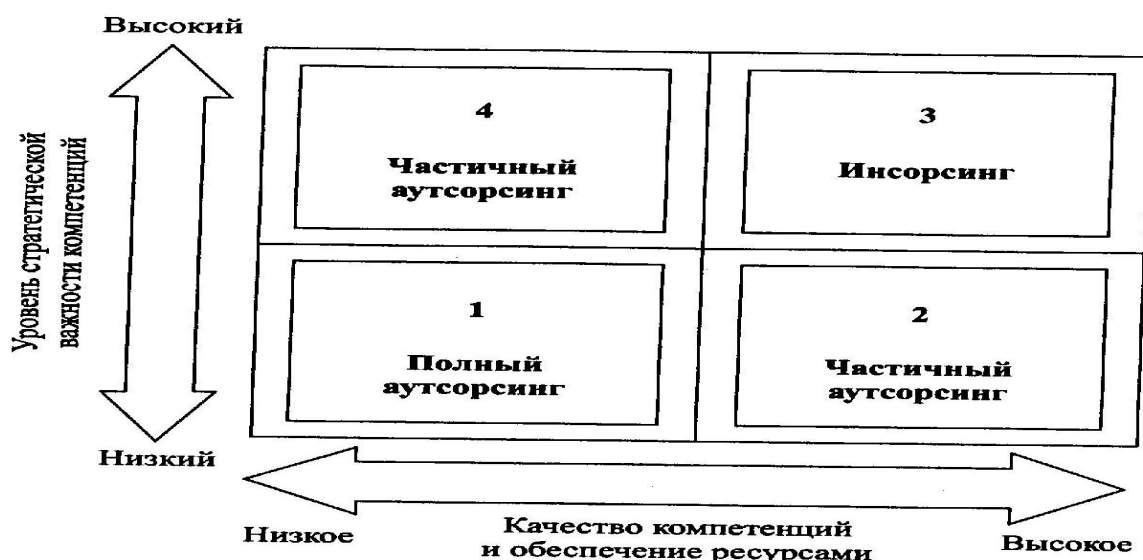 Высокий
Уровень стратегической
важности компетенций
4
Частичный
аутсорсинг
3
Инсорсинг
1
Полный
аутсорсинг
2
Частичный
аутсорсинг
Низкий
Низкое
Качество компетенций
и обеспечение ресурсами
Высокое